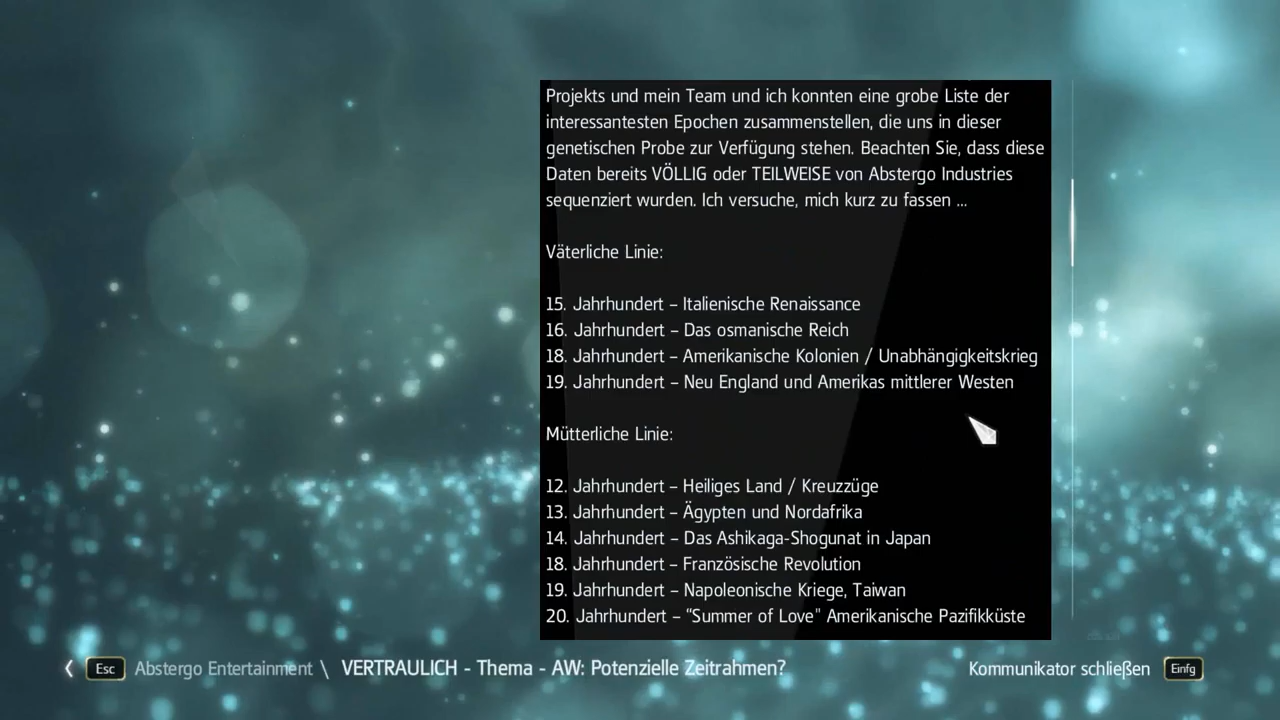 Projekts und mein Team und ich konnten eine grobe Liste der
interessantesten Epochen zusammenstellen, die uns in dieser
genetischen Probe zur Verfügung stehen. Beachten Sie, dass diese
Daten bereits VÖLLIG oder TEILWEISE von Abstergo Industries
sequenziert wurden. Ich versuche, mich kurz zu fassen ...
Väterliche Linie:
15. Jahrhundert – Italienische Renaissance
16. Jahrhundert – Das osmanische Reich
18. Jahrhundert – Amerikanische Kolonien / Unabhängigkeitskrieg
19. Jahrhundert – Neu England und Amerikas mittlerer Westen
Mütterliche Linie:
12. Jahrhundert – Heiliges Land / Kreuzzüge
13. Jahrhundert – Ägypten und Nordafrika
14. Jahrhundert – Das Ashikaga-Shogunat in Japan
18. Jahrhundert – Französische Revolution
19. Jahrhundert – Napoleonische Kriege, Taiwan
20. Jahrhundert – “Summer of Love" Amerikanische Pazifikküste
Esc Abstergo Entertainment \ VERTRAULICH - Thema - AW: Potenzielle Zeitrahmen? Kommunikator schließen Einfg